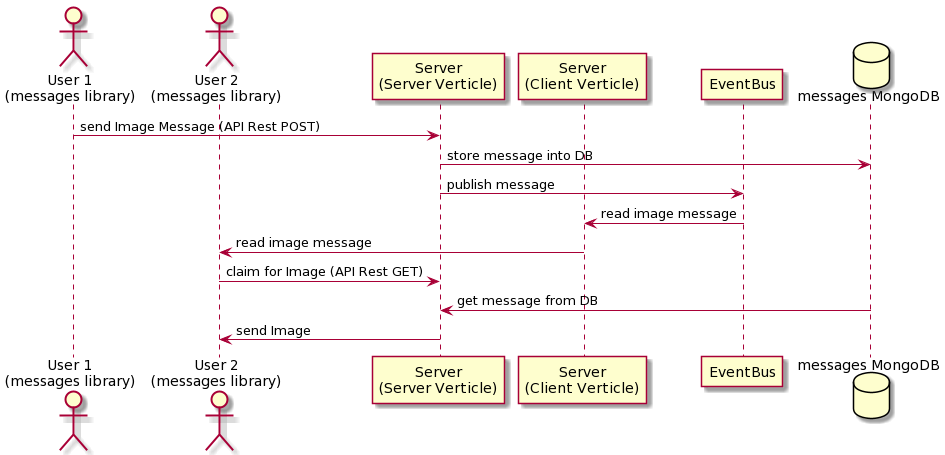 User 1
(messages library)
User 2
(messages library)
Server
(Server Verticle)
Server
(Client Verticle)
EventBus
messages MongoDB
send Image Message (API Rest POST)
store message into DB
publish message
read image message
read image message
claim for Image (API Rest GET)
get message from DB
send Image
User 1
(messages library)
User 2
(messages library)
Server
(Server Verticle)
Server
(Client Verticle)
EventBus
messages MongoDB